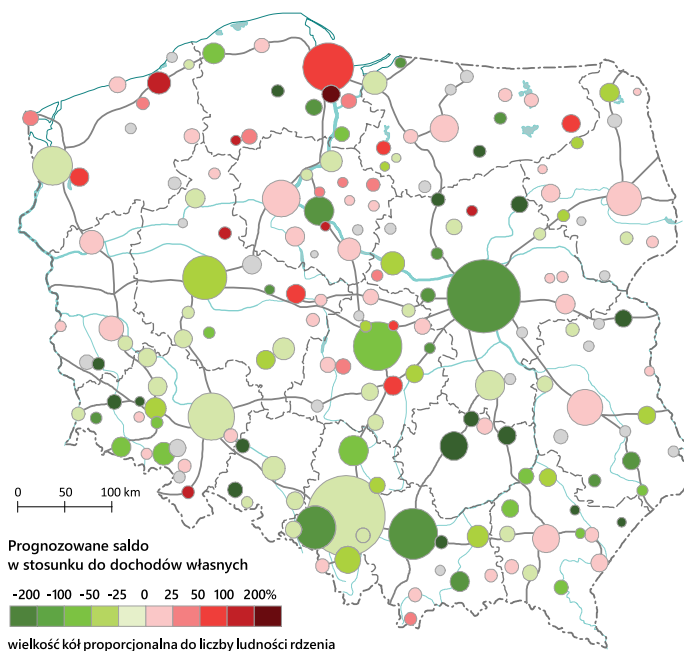 0 50 100 km
Prognozowane saldo
w stosunku do dochodów własnych
-200 -100 -50 -25 0 25 50 100 200%
wielkość kół proporcjonalna do liczby ludności rdzenia